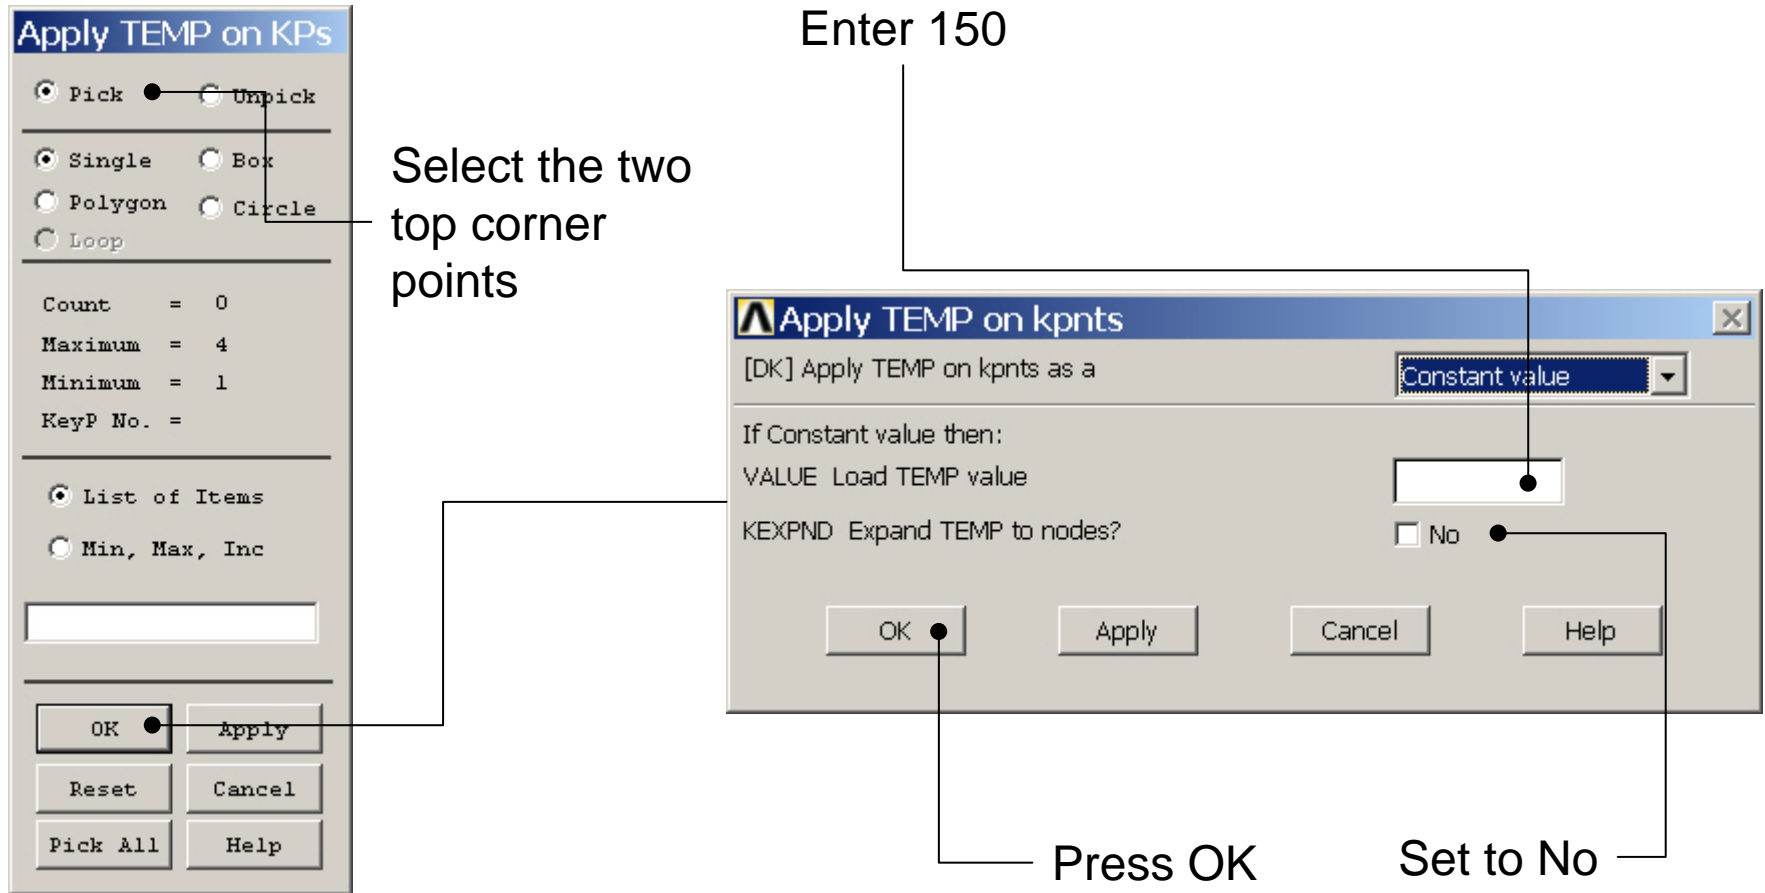 Apply TEMP on KPs
Pick Unpick
Single Box
Polygon Circle
Loop
Count = 0
Maximum = 4
Minimum = 1
KeyP No. =
List of Items
Min, Max, Inc
OK Apply
Reset Cancel
Pick All Help
Select the two
top corner
points
Enter 150
Apply TEMP on kpnts
[DK] Apply TEMP on kpnts as a Constant value
If Constant value then:
VALUE Load TEMP value
KEXPND Expand TEMP to nodes? No
OK Apply Cancel Help
Press OK
Set to No